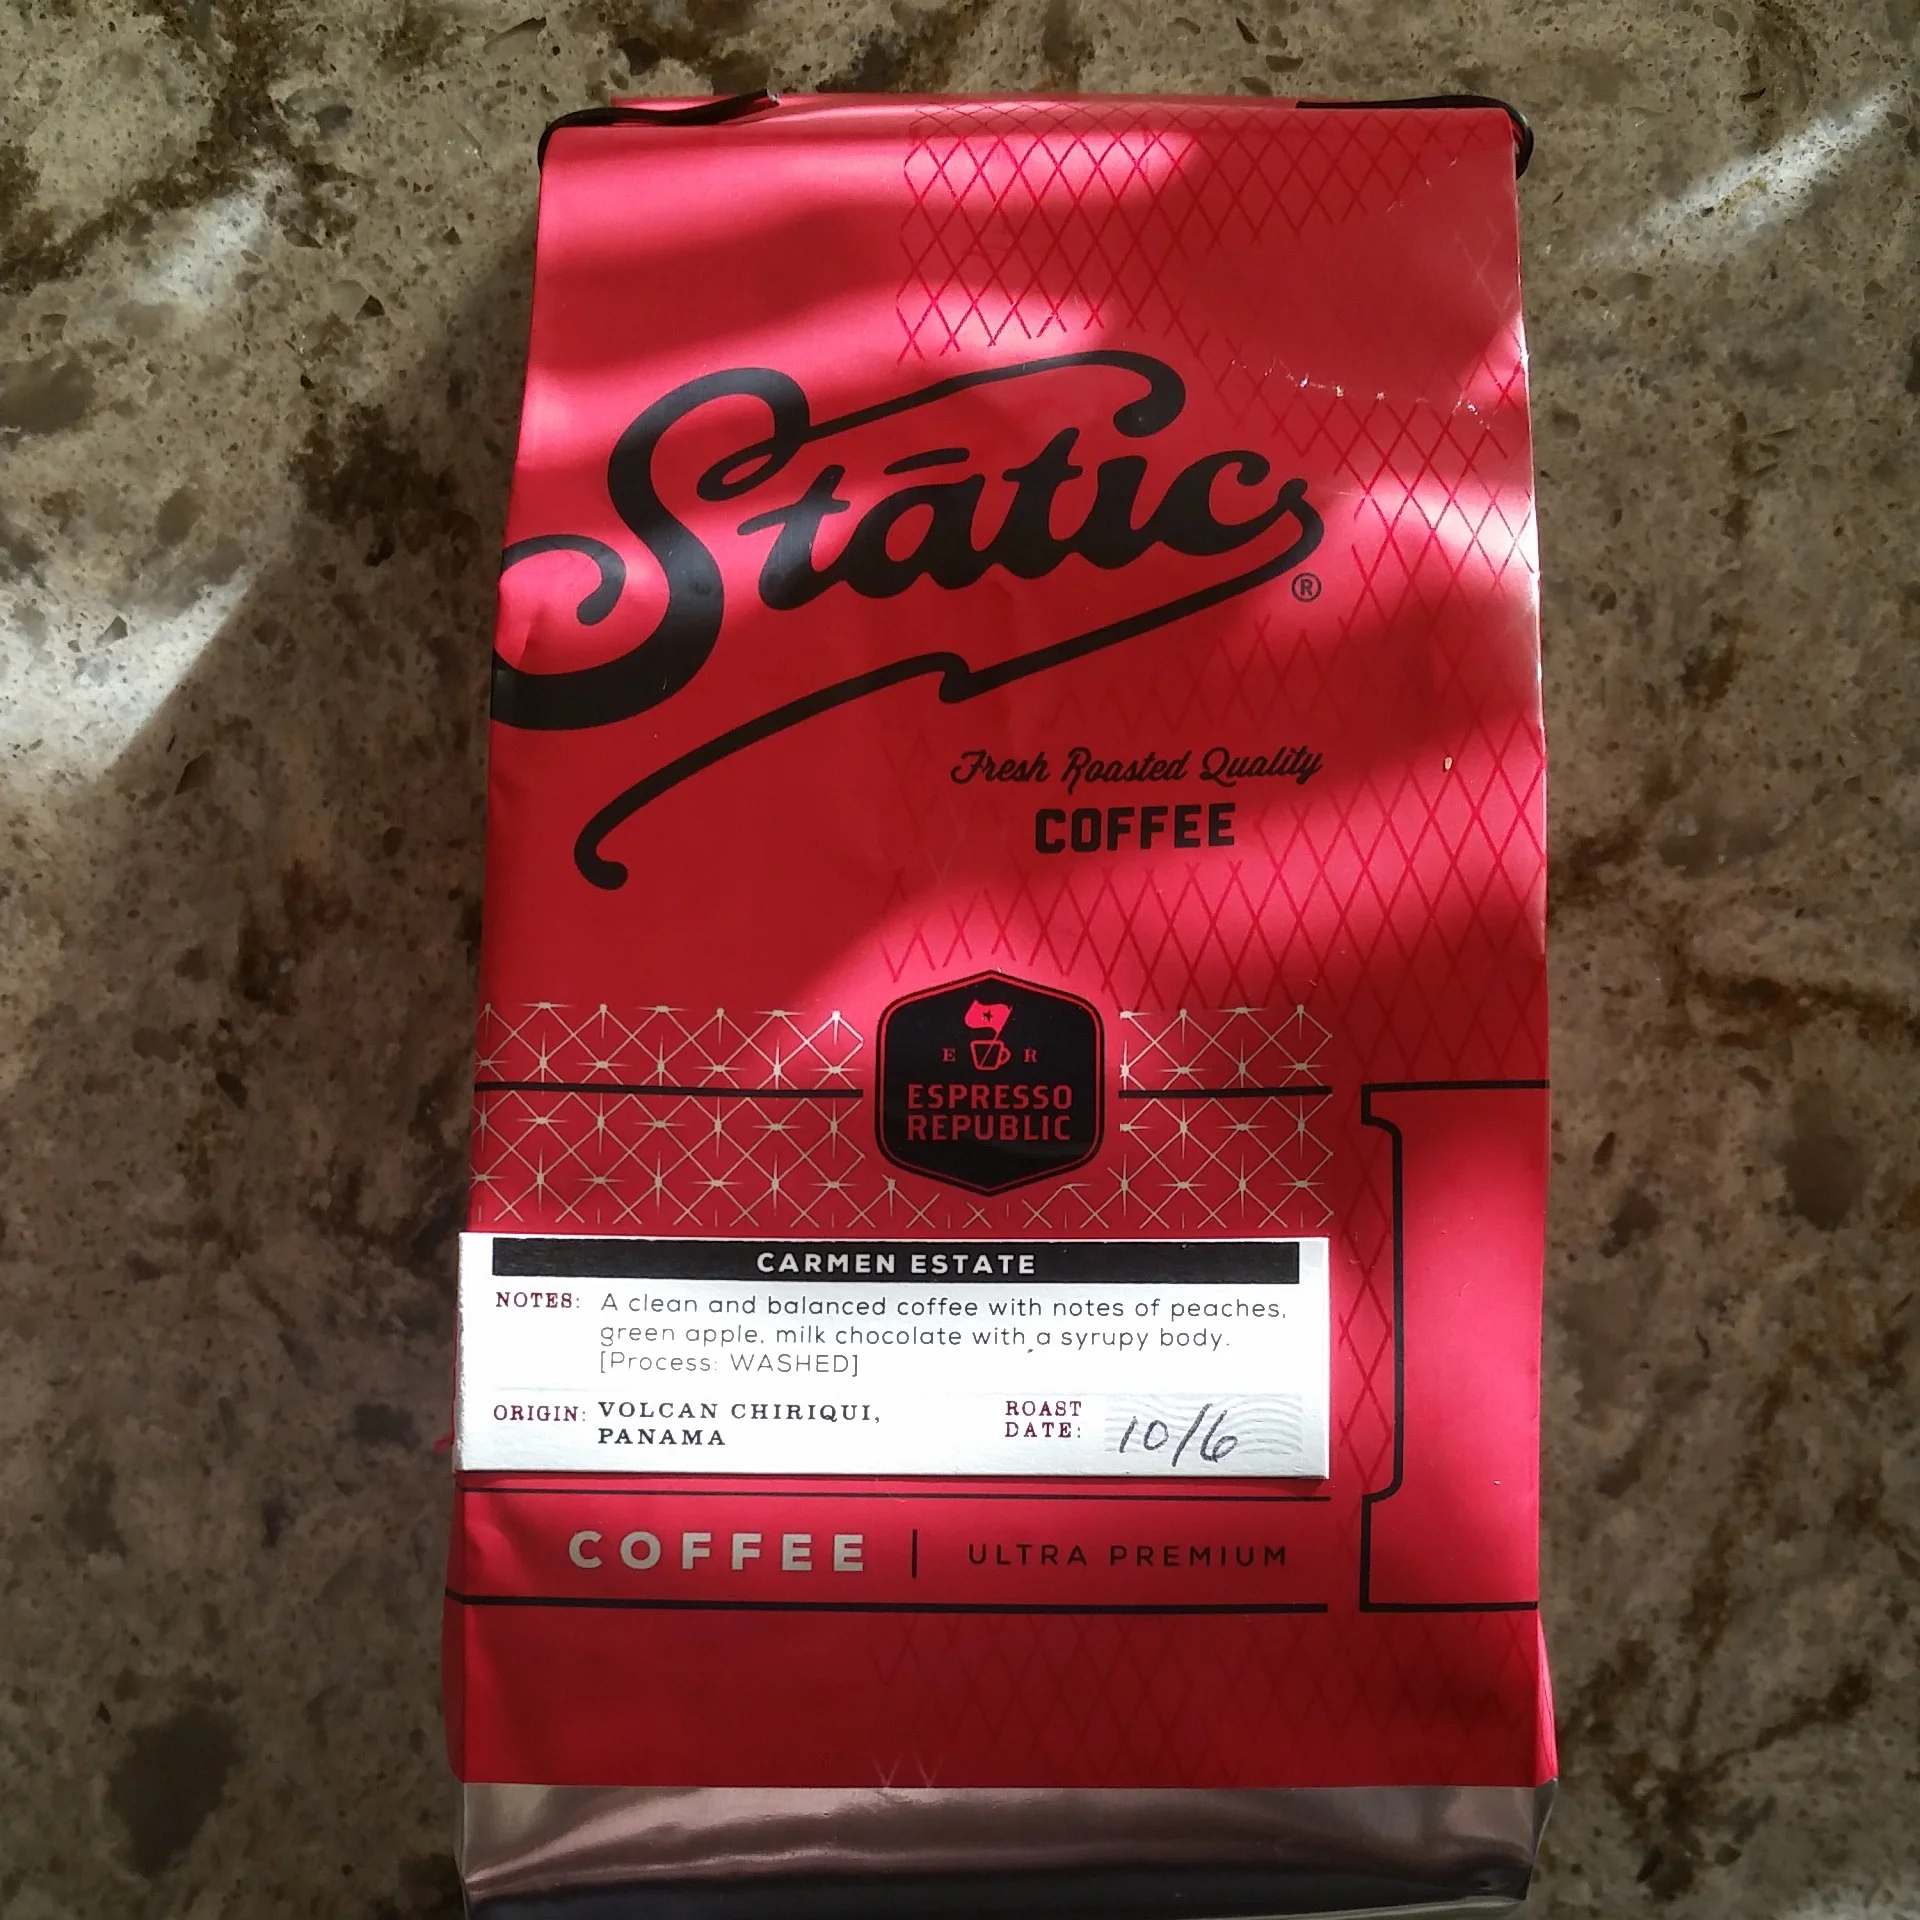 Stātic
®
Fresh Roasted Quality
COFFEE
E R
ESPRESSO
REPUBLIC
CARMEN ESTATE
NOTES: A clean and balanced coffee with notes of peaches,
green apple, milk chocolate with a syrupy body.
[Process: WASHED]
ORIGIN: VOLCAN CHIRIQUI,
PANAMA
ROAST
DATE: 10/6
COFFEE | ULTRA PREMIUM
1